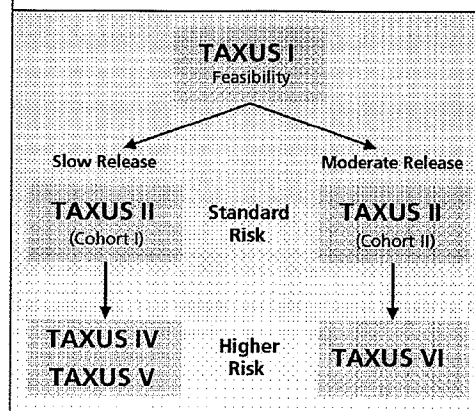 TAXUS I
Feasibility
Slow Release
Moderate Release
TAXUS II
(Cohort I)
Standard
Risk
TAXUS II
(Cohort II)
TAXUS IV
TAXUS V
Higher
Risk
TAXUS VI